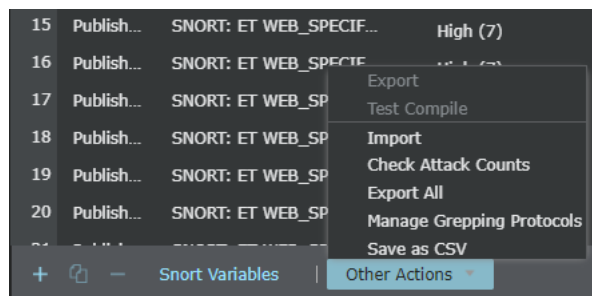 15 Publish... SNORT: ET WEB_SPECIF... High (7)
16 Publish... SNORT: ET WEB_SPECIF
Export
17 Publish... SNORT: ET WEB_SP
Test Compile
18 Publish... SNORT: ET WEB_SP
Import
19 Publish... SNORT: ET WEB_SP
Check Attack Counts
Export All
20 Publish... SNORT: ET WEB_SP
Manage Grepping Protocols
Save as CSV
+ − Snort Variables | Other Actions